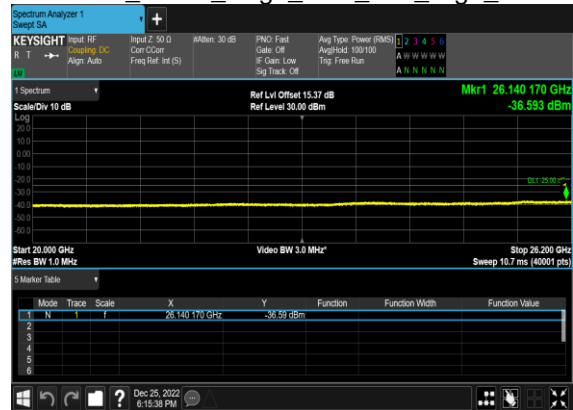 Spectrum Analyzer 1
Swept SA
+
KEYSIGHT Input: RF Input Z: 50 Ω #Atten: 30 dB PNO: Fast Avg Type: Power (RMS) 1 2 3 4 5 6
R T Coupling: DC Corr CCorr Gate: Off Avg|Hold: 100/100 A W W W W W
Align: Auto Freq Ref: Int (S) IF Gain: Low Trig: Free Run
Sig Track: Off A N N N N N
1 Spectrum Ref Lvl Offset 15.37 dB Mkr1 26.140 170 GHz
Scale/Div 10 dB Ref Level 30.00 dBm -36.593 dBm
Log
20.0
10.0
0.00
-10.0
-20.0
-30.0
-40.0
-50.0
-60.0
Start 20.000 GHz Video BW 3.0 MHz* Stop 26.200 GHz
#Res BW 1.0 MHz Sweep 10.7 ms (40001 pts)
5 Marker Table
Mode Trace Scale X Y Function Function Width Function Value
1 N 1 f 26.140 170 GHz -36.59 dBm
2
3
4
5
6
? Dec 25, 2022
6:15:38 PM